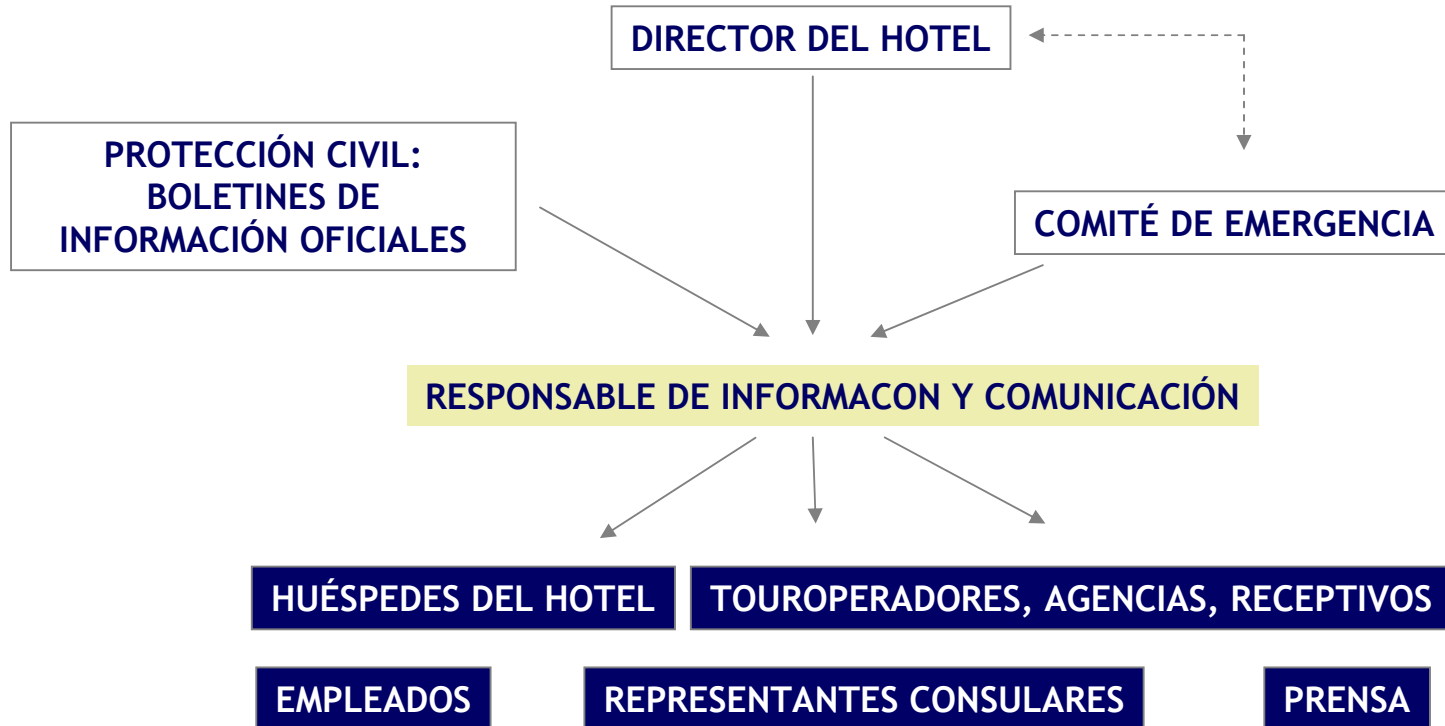 DIRECTOR DEL HOTEL
PROTECCIÓN CIVIL:
BOLETINES DE
INFORMACIÓN OFICIALES
COMITÉ DE EMERGENCIA
RESPONSABLE DE INFORMACON Y COMUNICACIÓN
HUÉSPEDES DEL HOTEL
TOUROPERADORES, AGENCIAS, RECEPTIVOS
EMPLEADOS
REPRESENTANTES CONSULARES
PRENSA